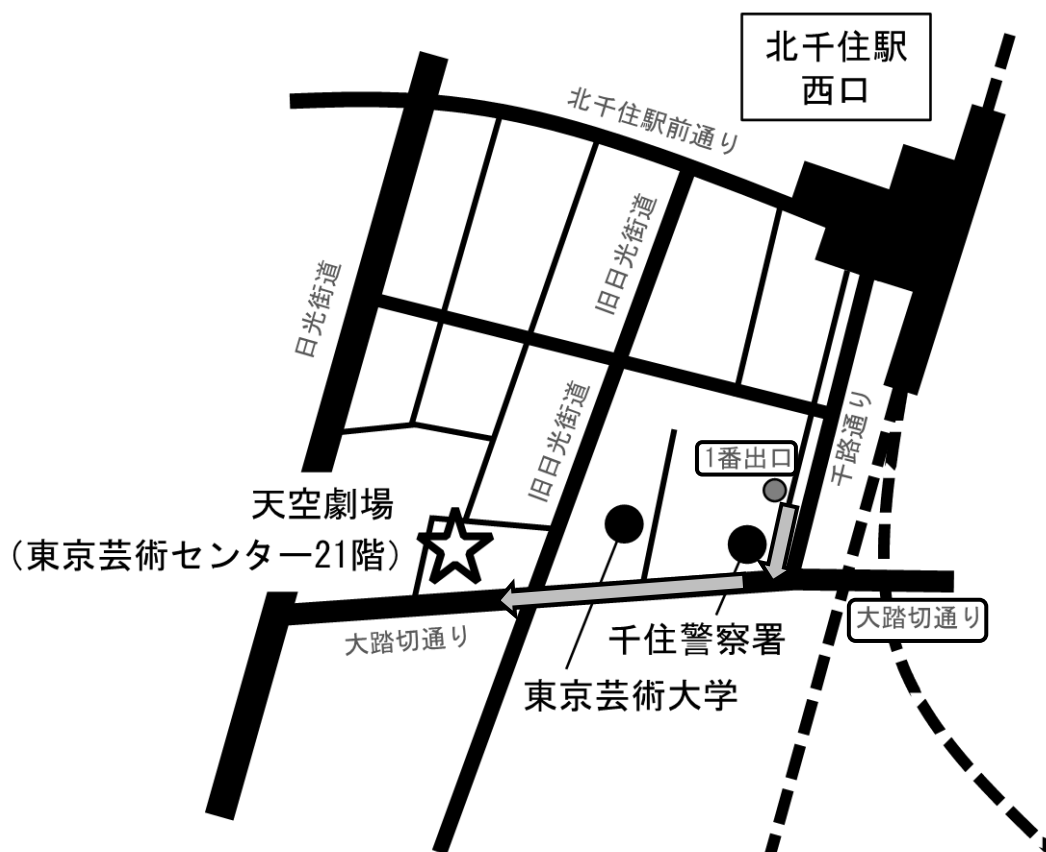 北千住駅
西口
北千住駅前通り
旧日光街道
日光街道
旧日光街道
千路通り
1番出口
天空劇場
（東京芸術センター21階）
大踏切通り
大踏切通り
千住警察署
東京芸術大学